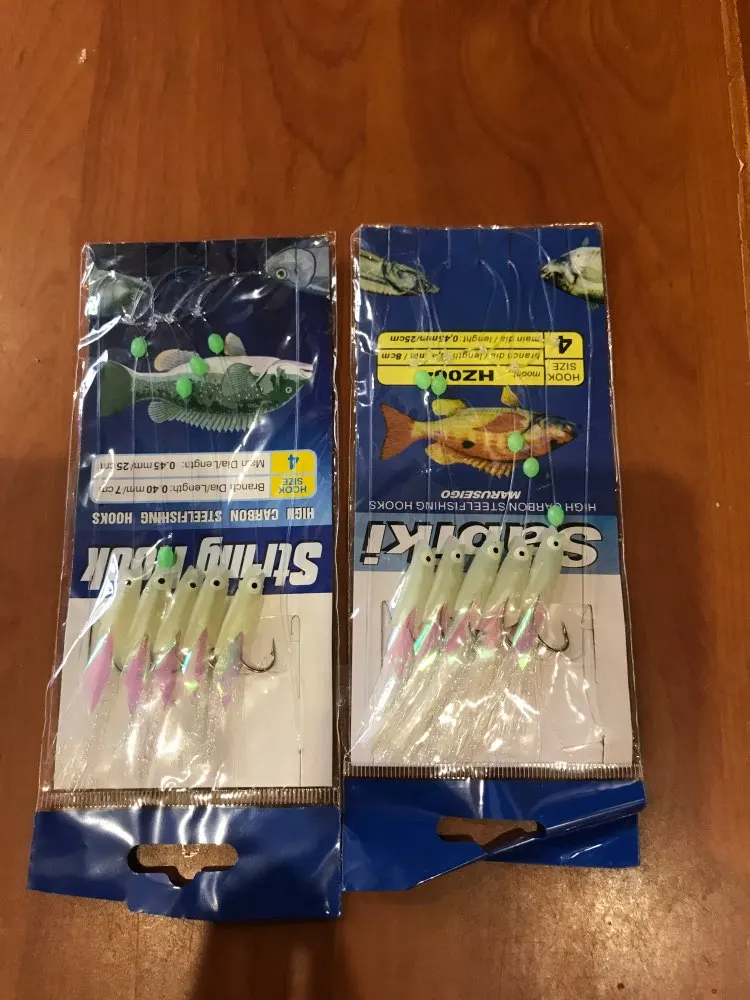 String Hook
HIGH CARBON STEELFISHING HOOKS
HOOK SIZE
4
Branch Dia/Length: 0.40mm/7cm
Main Dia/Length: 0.45mm/25cm
Sabiki
HIGH CARBON STEELFISHING HOOKS
MARUSEIGO
HOOK SIZE
4
model:
branch dia/lenght
/8cm
main dia/lenght: 0,45mm/25cm